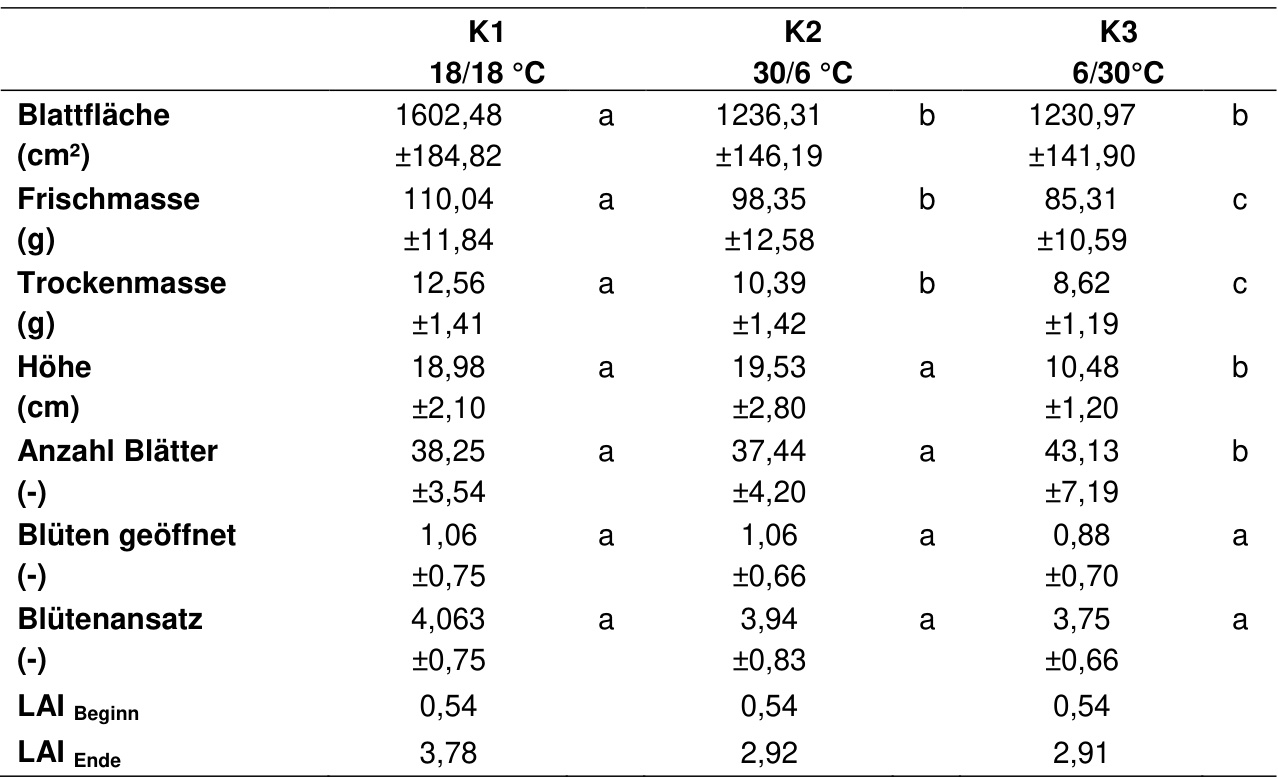 K1 K2 K3
18/18 °C 30/6 °C 6/30°C
Blattfläche 1602,48 a 1236,31 b 1230,97 b
(cm²) ±184,82 ±146,19 ±141,90
Frischmasse 110,04 a 98,35 b 85,31 c
(g) ±11,84 ±12,58 ±10,59
Trockenmasse 12,56 a 10,39 b 8,62 c
(g) ±1,41 ±1,42 ±1,19
Höhe 18,98 a 19,53 a 10,48 b
(cm) ±2,10 ±2,80 ±1,20
Anzahl Blätter 38,25 a 37,44 a 43,13 b
(-) ±3,54 ±4,20 ±7,19
Blüten geöffnet 1,06 a 1,06 a 0,88 a
(-) ±0,75 ±0,66 ±0,70
Blütenansatz 4,063 a 3,94 a 3,75 a
(-) ±0,75 ±0,83 ±0,66
LAI Beginn 0,54 0,54 0,54
LAI Ende 3,78 2,92 2,91